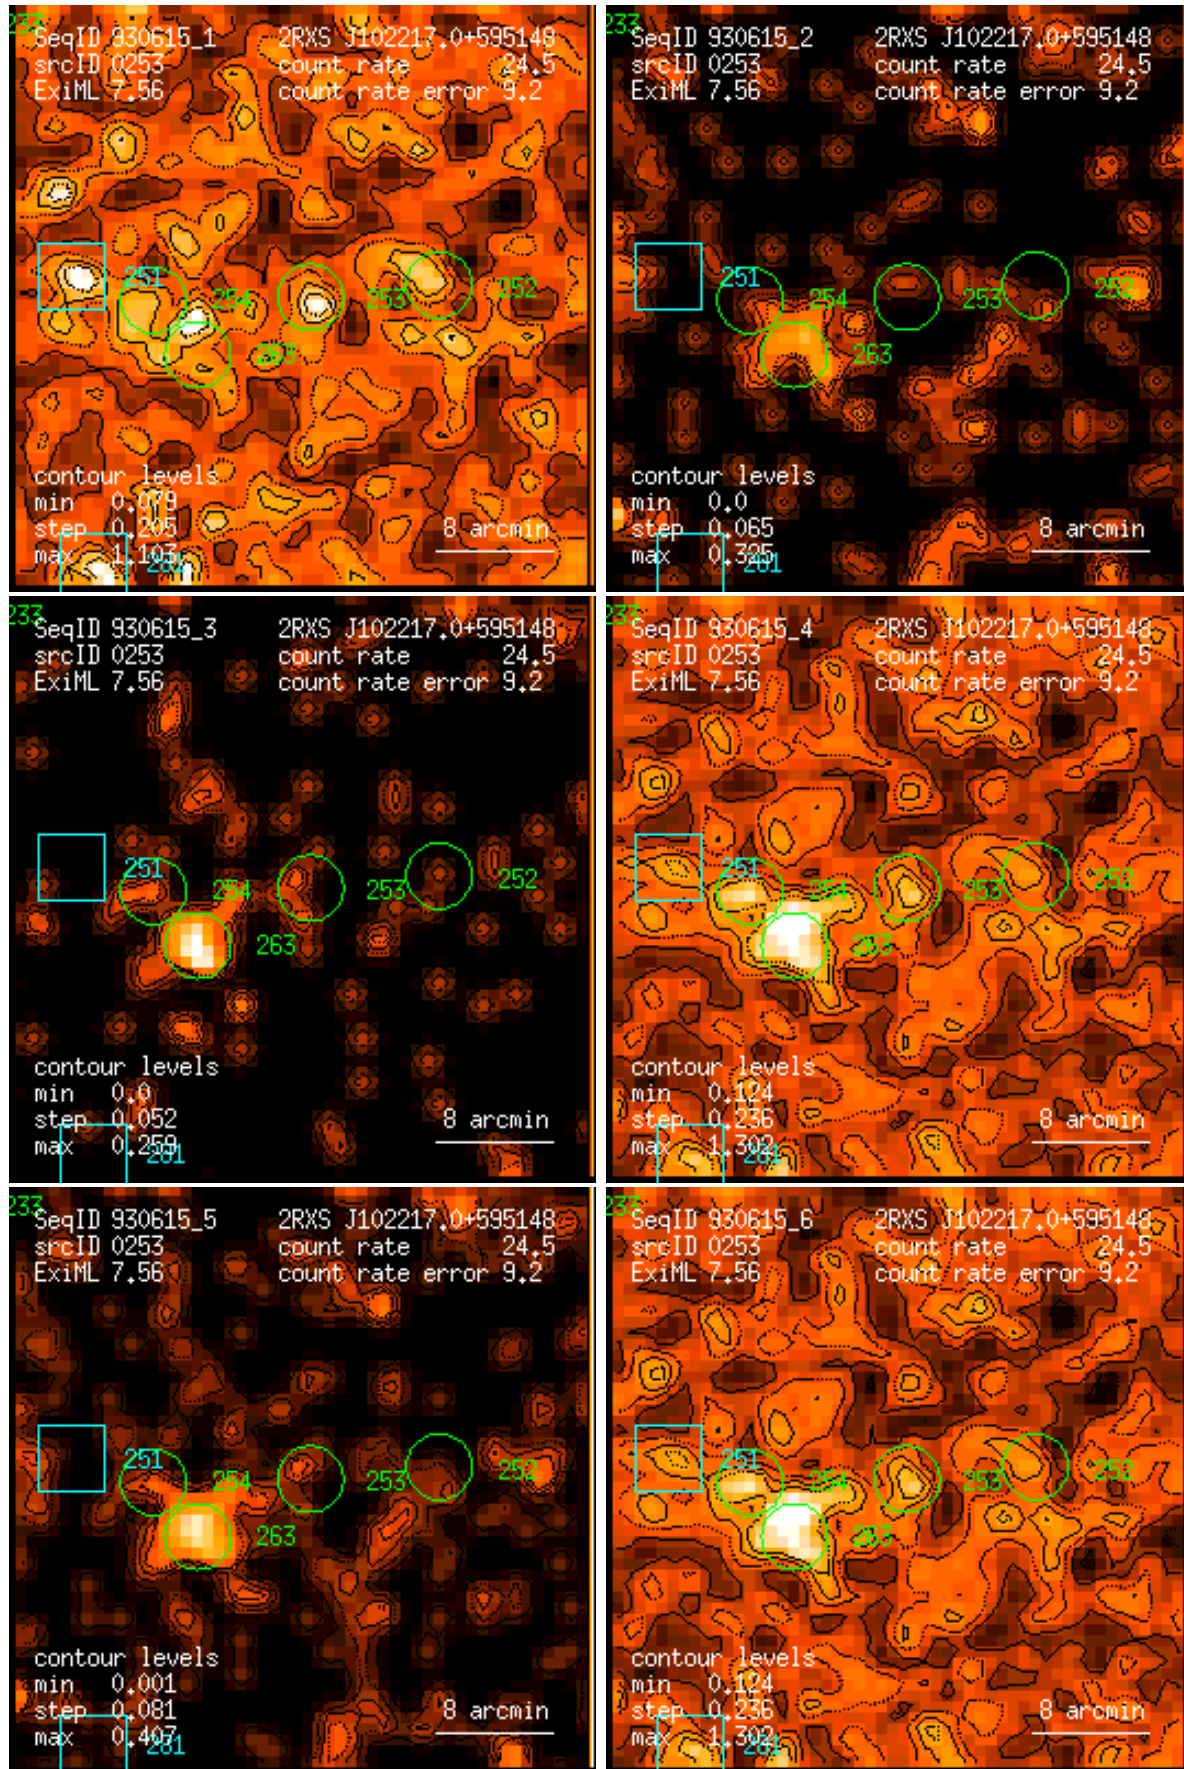 233
SeqID 930615_1 2RXS J102217.0+595148
srcID 0253 count rate 24.5
ExiML 7.56 count rate error 9.2
251
254 253 252
263
contour levels
min 0.079
step 0.205
max 1.103
8 arcmin
261
233
SeqID 930615_2 2RXS J102217.0+595148
srcID 0253 count rate 24.5
ExiML 7.56 count rate error 9.2
251
254 253 252
263
contour levels
min 0.0
step 0.065
max 0.325
8 arcmin
261
233
SeqID 930615_3 2RXS J102217.0+595148
srcID 0253 count rate 24.5
ExiML 7.56 count rate error 9.2
251
254 253 252
263
contour levels
min 0.0
step 0.052
max 0.259
8 arcmin
261
233
SeqID 930615_4 2RXS J102217.0+595148
srcID 0253 count rate 24.5
ExiML 7.56 count rate error 9.2
251
254 253 252
263
contour levels
min 0.124
step 0.236
max 1.302
8 arcmin
261
233
SeqID 930615_5 2RXS J102217.0+595148
srcID 0253 count rate 24.5
ExiML 7.56 count rate error 9.2
251
254 253 252
263
contour levels
min 0.001
step 0.081
max 0.407
8 arcmin
261
233
SeqID 930615_6 2RXS J102217.0+595148
srcID 0253 count rate 24.5
ExiML 7.56 count rate error 9.2
251
254 253 252
263
contour levels
min 0.124
step 0.236
max 1.302
8 arcmin
261